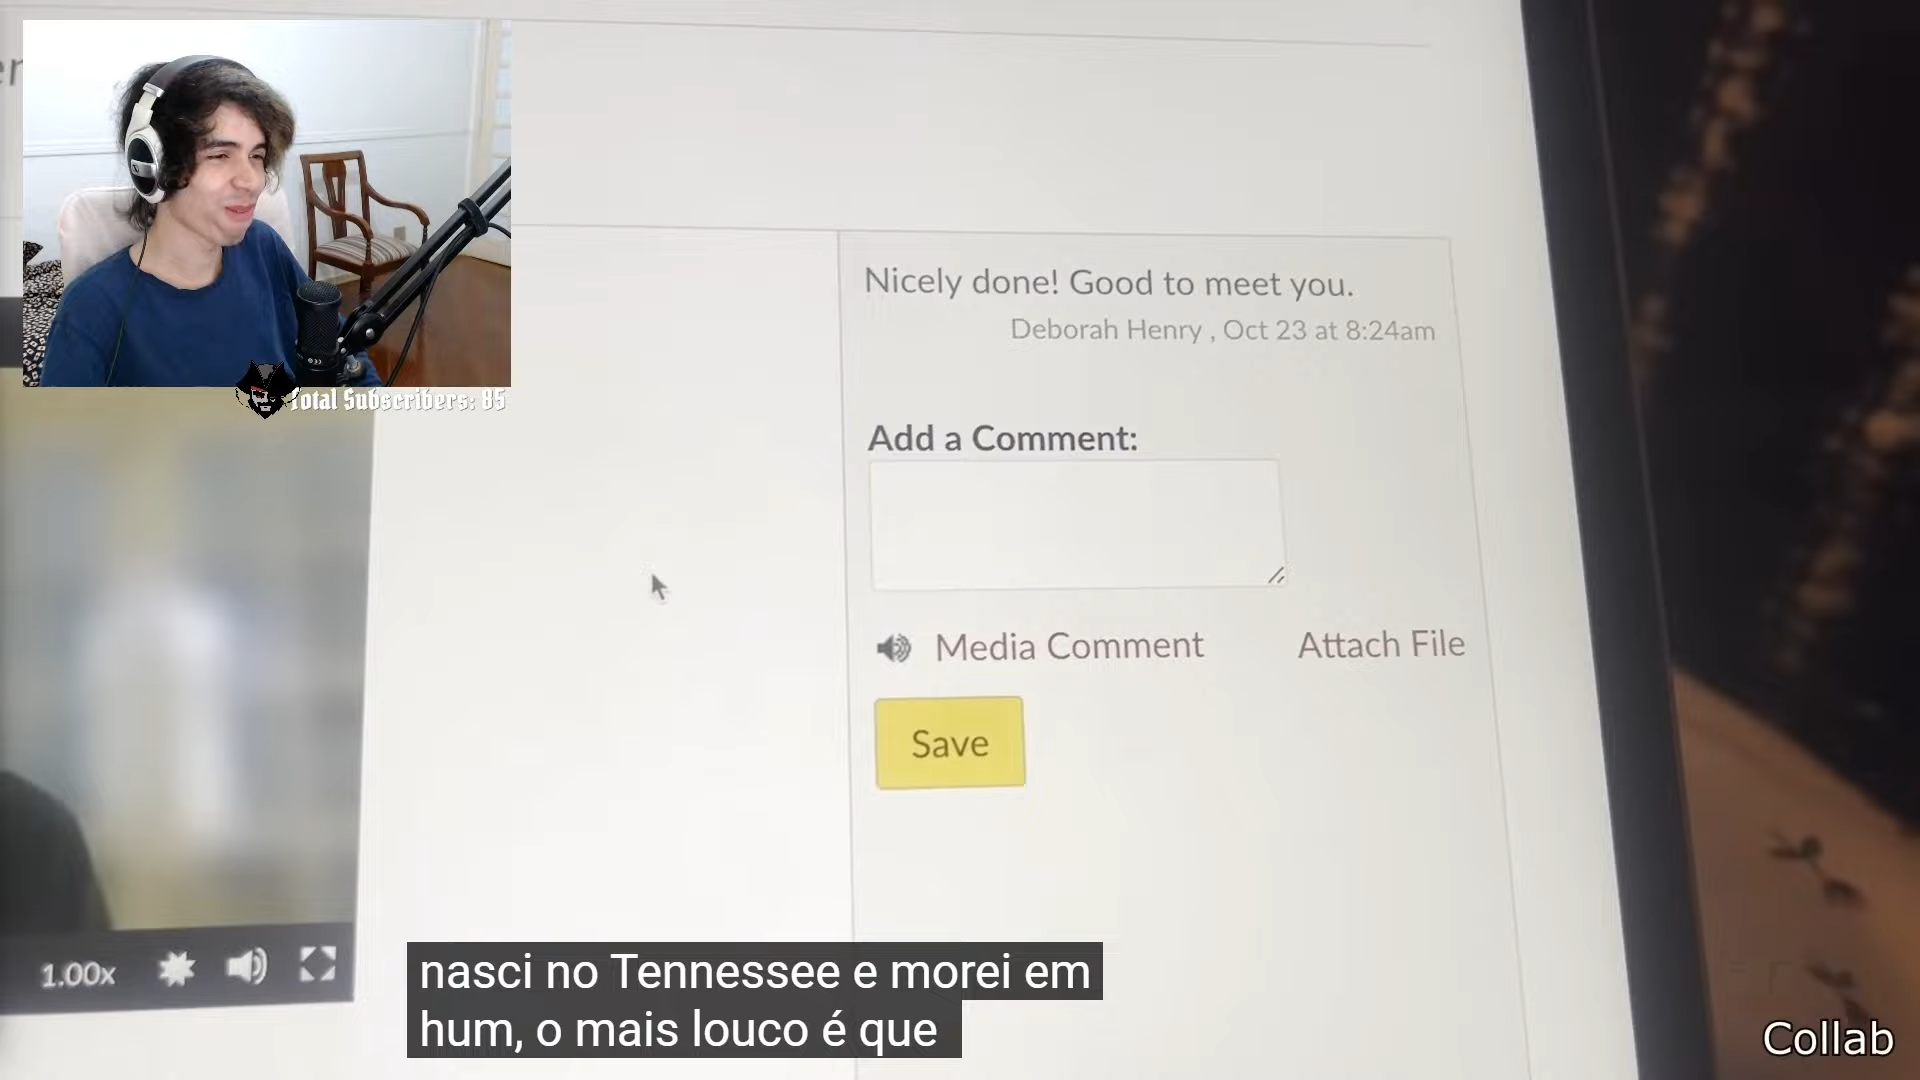 Total Subscribers: 85
Nicely done! Good to meet you.
Deborah Henry , Oct 23 at 8:24am
Add a Comment:
Media Comment
Attach File
Save
1.00x
nasci no Tennessee e morei em
hum, o mais louco é que
Collab